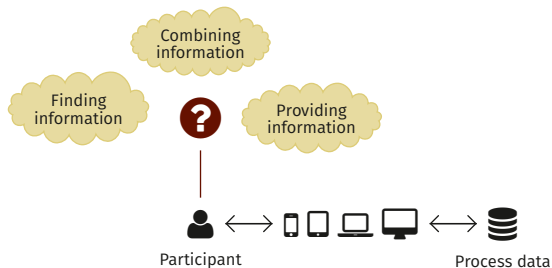 Combining
information
Finding
information
?
Providing
information
Participant
Process data